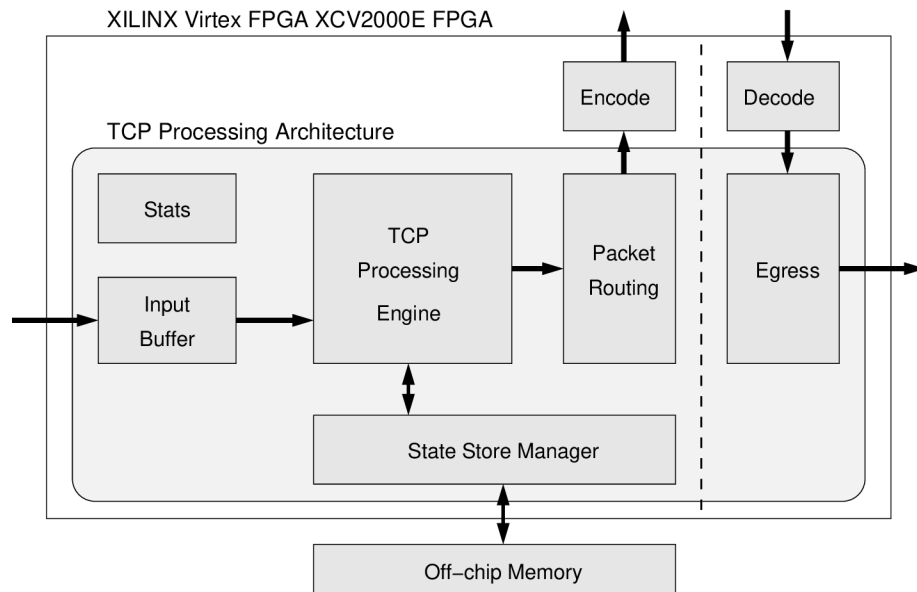 XILINX Virtex FPGA XCV2000E FPGA
Encode
Decode
TCP Processing Architecture
Stats
TCP
Processing
Engine
Packet
Routing
Egress
Input
Buffer
State Store Manager
Off−chip Memory